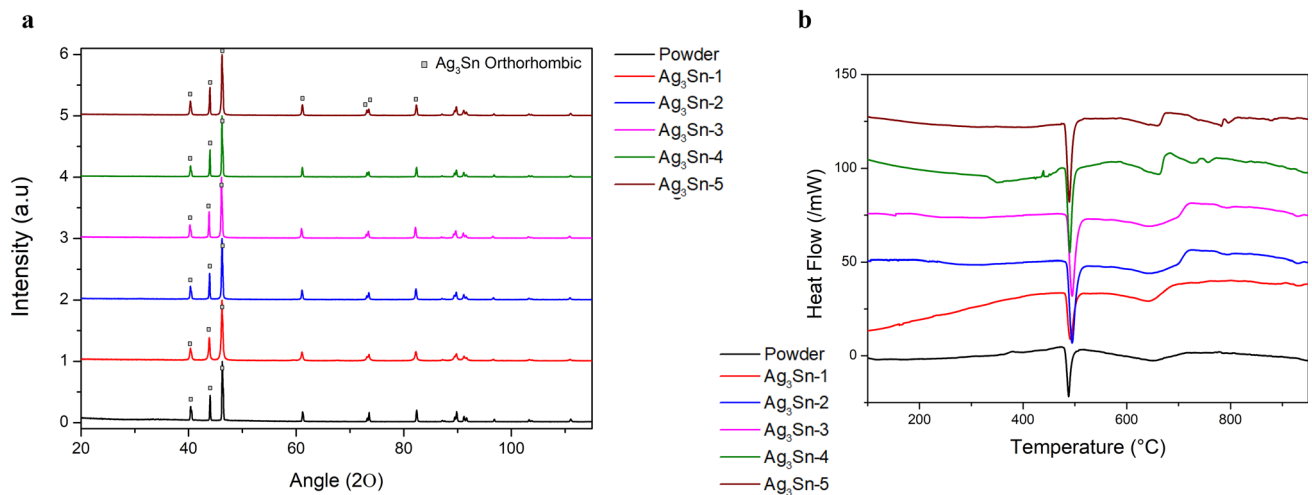 a
Intensity (a.u)
6
5
4
3
2
1
0
20
40
60
80
100
Angle (2O)
Ag₃Sn Orthorhombic
Powder
Ag₃Sn-1
Ag₃Sn-2
Ag₃Sn-3
Ag₃Sn-4
Ag₃Sn-5
b
Heat Flow (/mW)
150
100
50
0
200
400
600
800
Temperature (°C)
Powder
Ag₃Sn-1
Ag₃Sn-2
Ag₃Sn-3
Ag₃Sn-4
Ag₃Sn-5